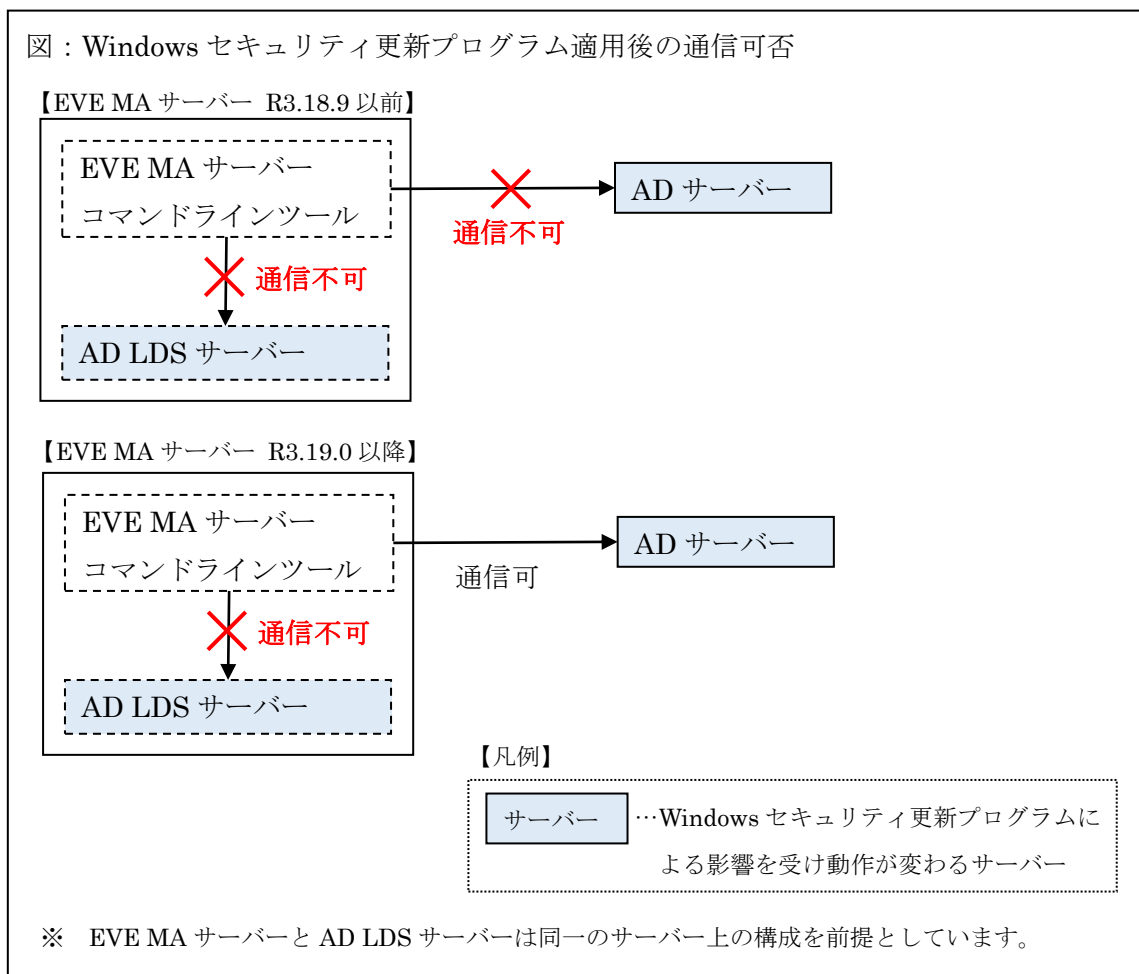 図：Windows セキュリティ更新プログラム適用後の通信可否
【EVE MA サーバー R3.18.9 以前】
EVE MA サーバー
コマンドラインツール
AD サーバー
通信不可
通信不可
AD LDS サーバー
【EVE MA サーバー R3.19.0 以降】
EVE MA サーバー
コマンドラインツール
AD サーバー
通信可
通信不可
AD LDS サーバー
【凡例】
サーバー …Windows セキュリティ更新プログラムに
よる影響を受け動作が変わるサーバー
※ EVE MA サーバーと AD LDS サーバーは同一のサーバー上の構成を前提としています。